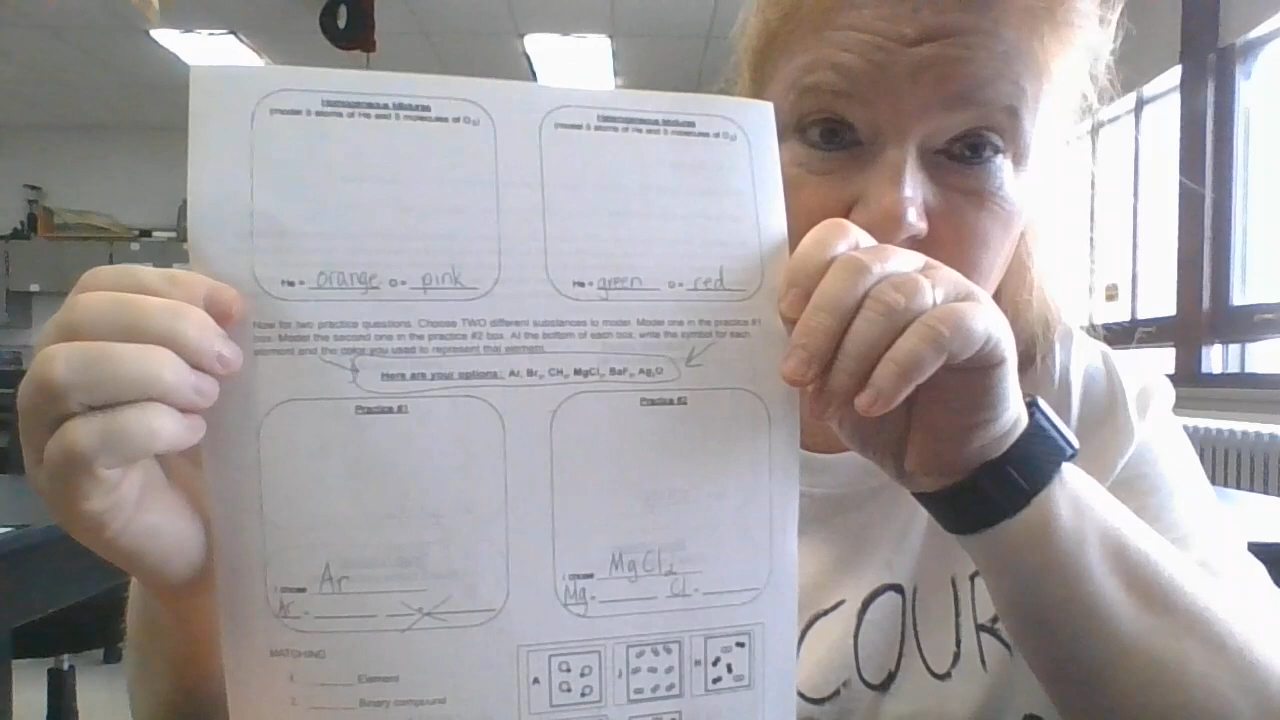 Homogeneous Mixtures
(model 5 atoms of He and 5 molecules of O₂)
He = orange O = pink
Heterogeneous Mixtures
(model 5 atoms of He and 5 molecules of O₂)
He = green O = red
Now for two practice questions. Choose TWO different substances to model. Model one in the practice #1
box. Model the second one in the practice #2 box. At the bottom of each box, write the symbol for each
element and the color you used to represent that element.
Here are your options: Ar, Br₂, CH₄, MgCl₂, BaF₂, Ag₂O
Practice #1
I choose Ar
Ar =
Practice #2
I choose MgCl₂
Mg = Cl =
MATCHING
1. Element
2. Binary compound
A
J
H
COUR